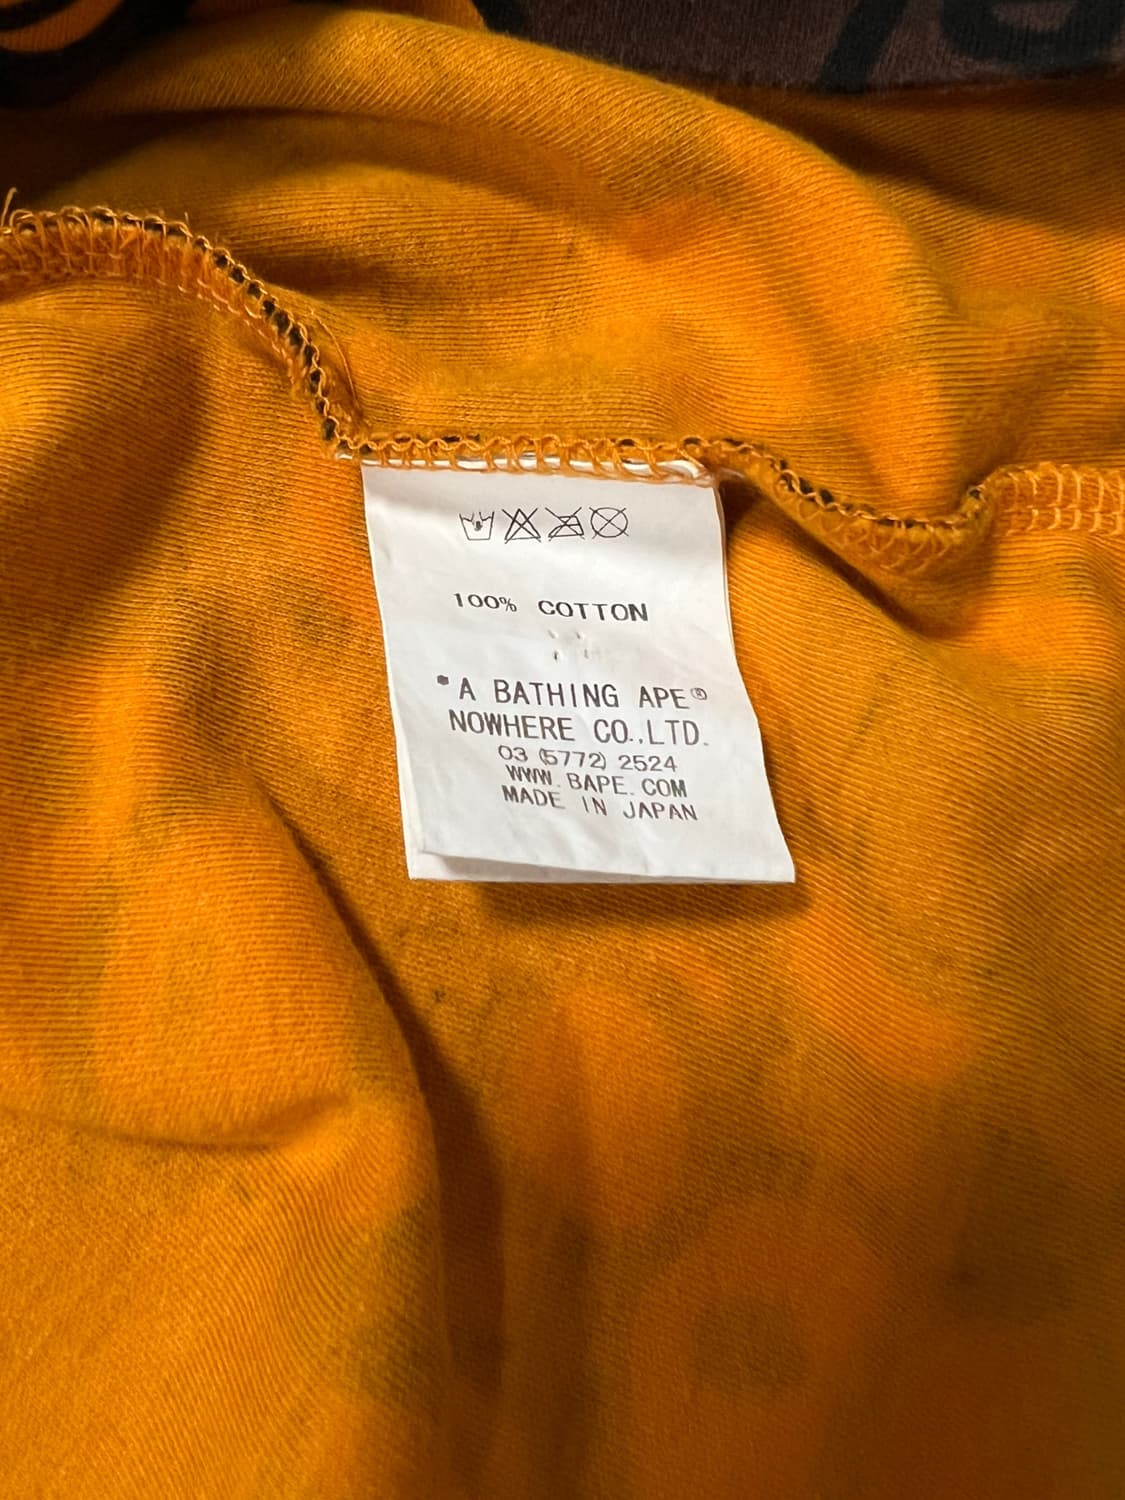 100% COTTON
"A BATHING APE®
NOWHERE CO.,LTD.
03 (5772) 2524
WWW.BAPE.COM
MADE IN JAPAN